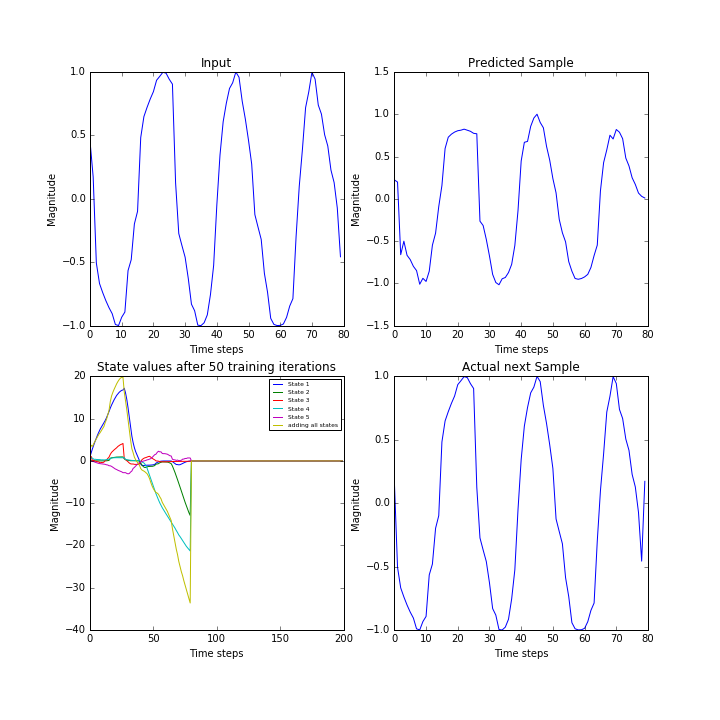 Input
Magnitude
1.0
0.5
0.0
−0.5
−1.0
0 10 20 30 40 50 60 70 80
Time steps
Predicted Sample
Magnitude
1.5
1.0
0.5
0.0
−0.5
−1.0
−1.5
0 10 20 30 40 50 60 70 80
Time steps
State values after 50 training iterations
Magnitude
20
10
0
−10
−20
−30
−40
0 50 100 150 200
Time steps
State 1
State 2
State 3
State 4
State 5
adding all states
Actual next Sample
Magnitude
1.0
0.5
0.0
−0.5
−1.0
0 10 20 30 40 50 60 70 80
Time steps